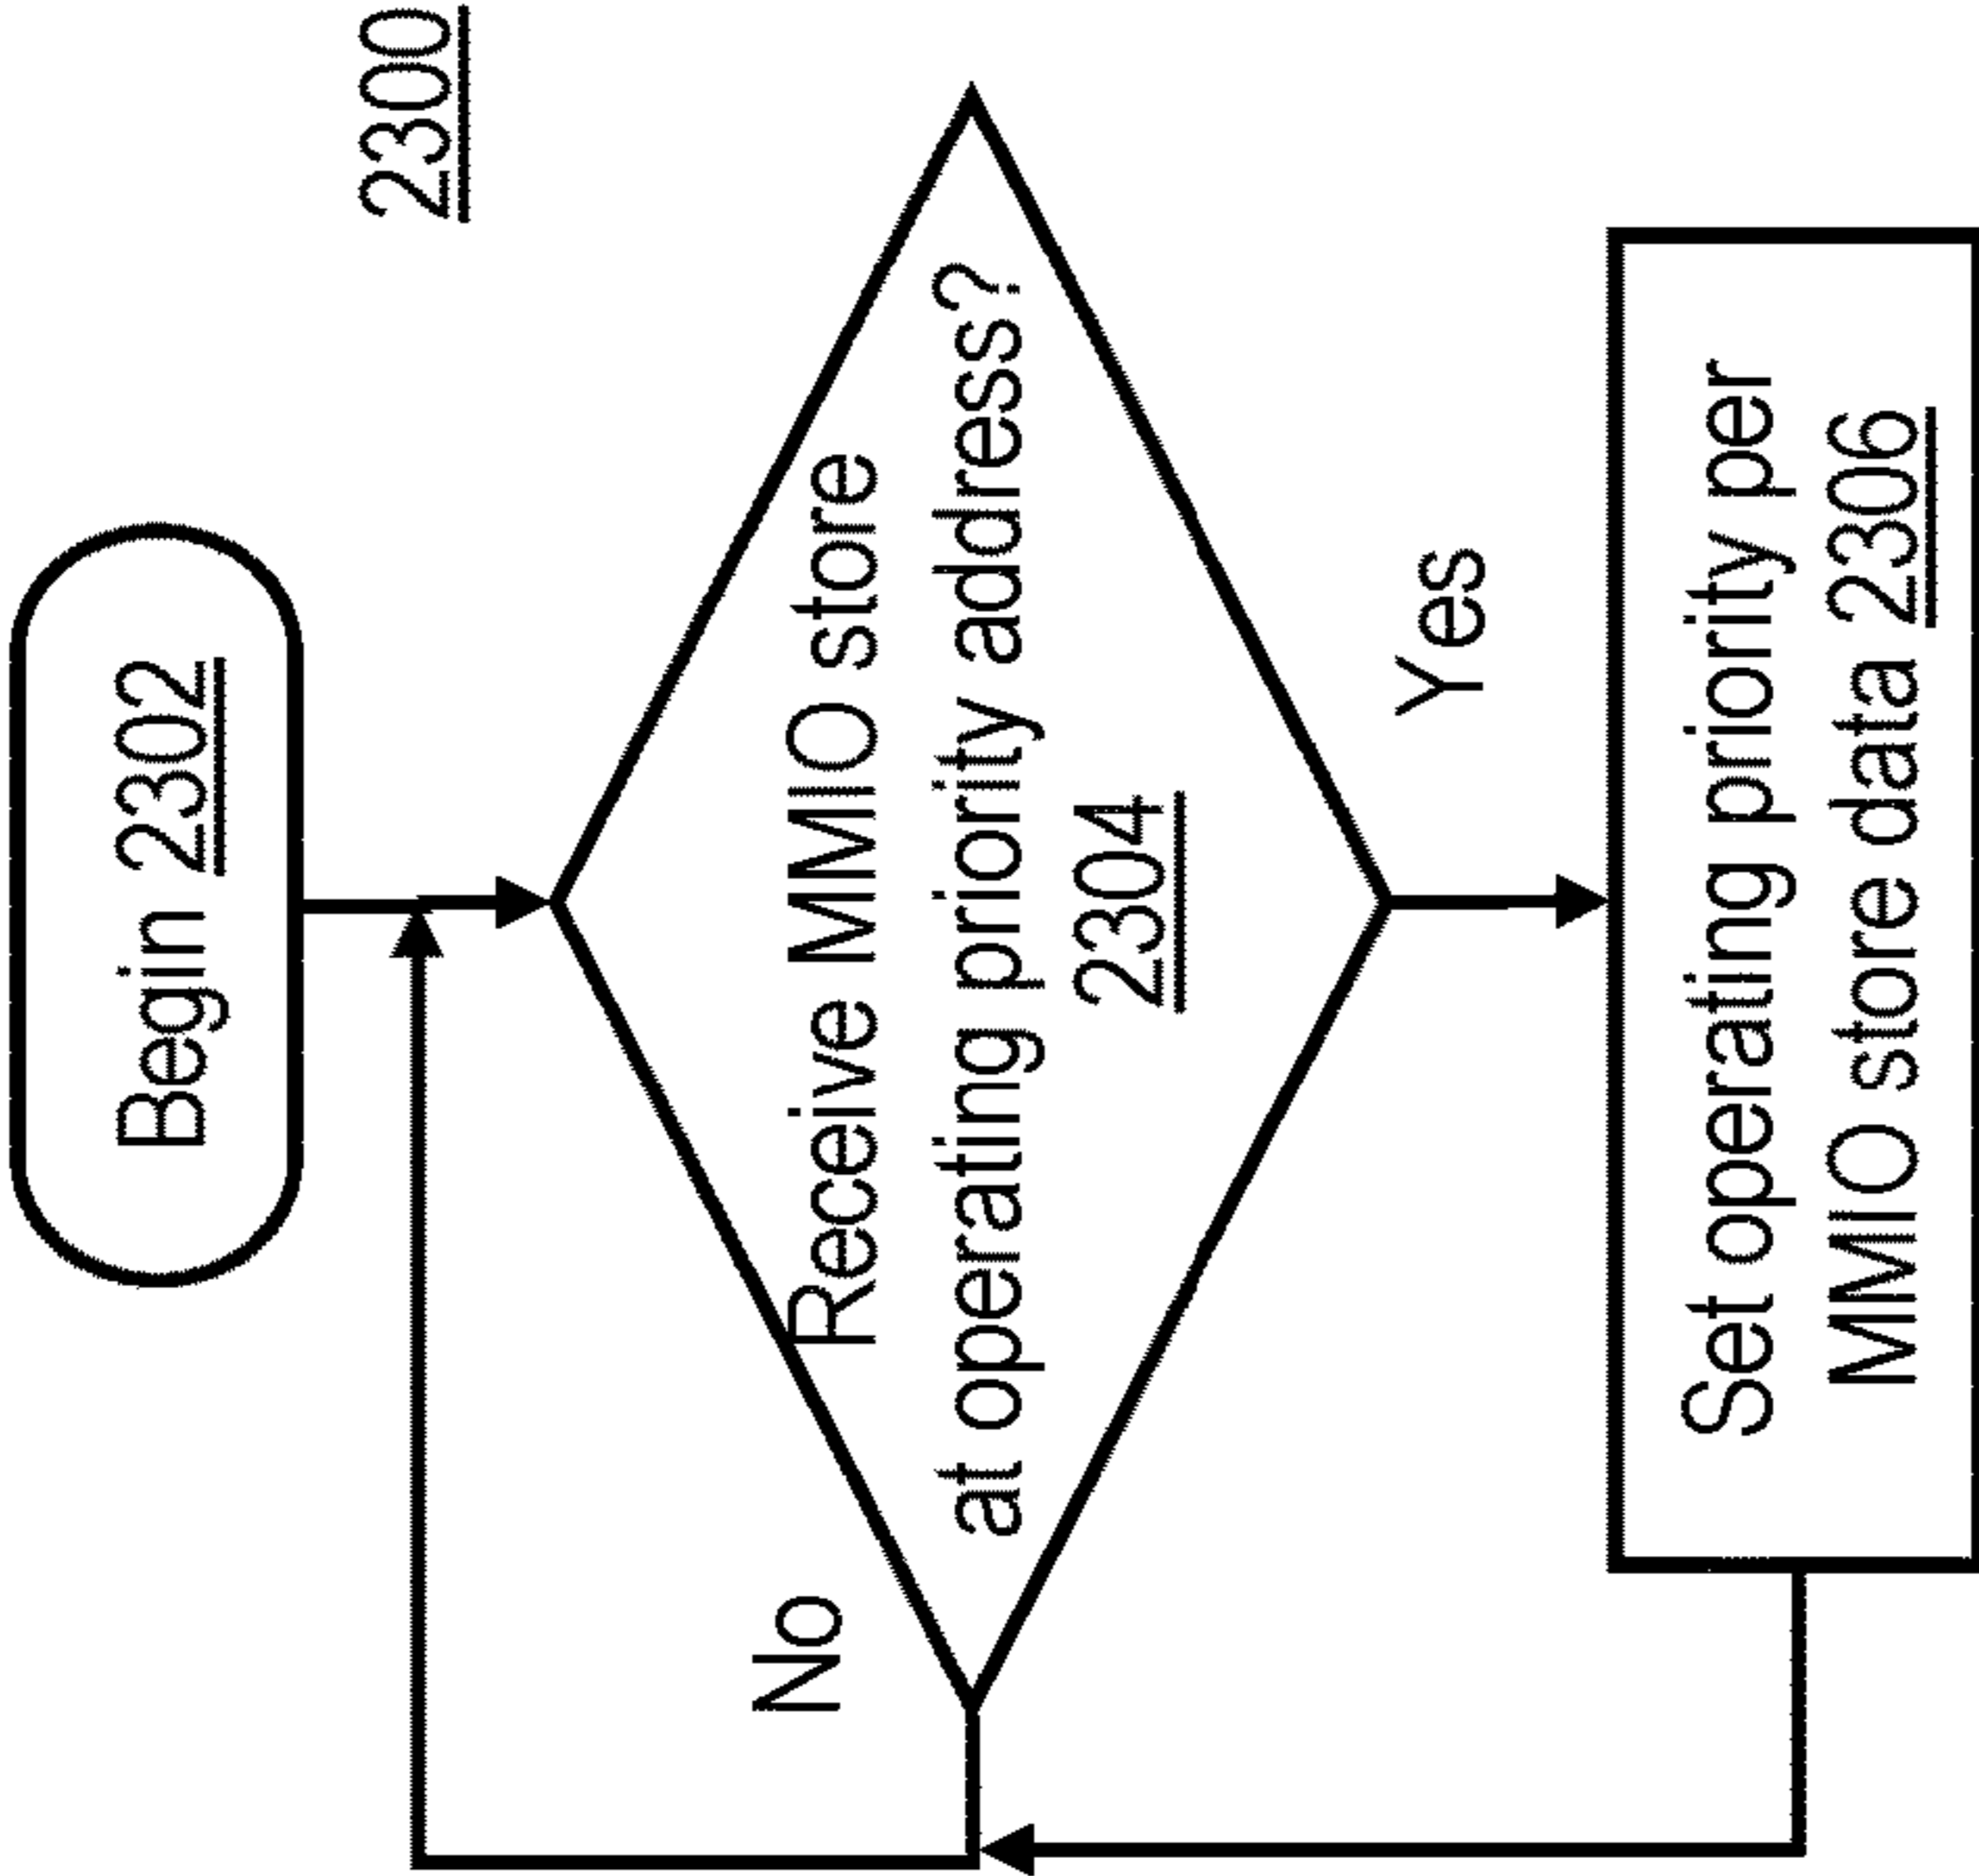 2300
Begin 2302
Receive MMIO store
at operating priority address?
2304
No
Yes
Set operating priority per
MMIO store data 2306